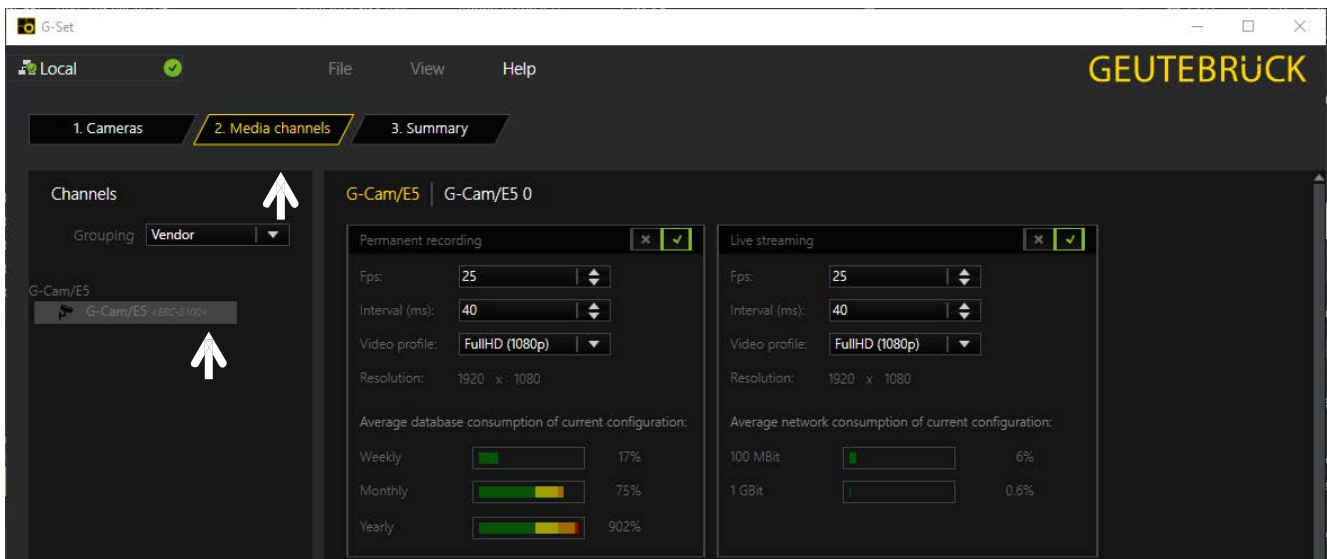 G-Set
Local File View Help GEUTEBRÜCK
1. Cameras 2. Media channels 3. Summary
Channels
Grouping Vendor
G-Cam/E5
G-Cam/E5 <EBC-5100>
G-Cam/E5 | G-Cam/E5 0
Permanent recording
Fps: 25
Interval (ms): 40
Video profile: FullHD (1080p)
Resolution: 1920 x 1080
Average database consumption of current configuration:
Weekly 17%
Monthly 75%
Yearly 902%
Live streaming
Fps: 25
Interval (ms): 40
Video profile: FullHD (1080p)
Resolution: 1920 x 1080
Average network consumption of current configuration:
100 MBit 6%
1 GBit 0.6%